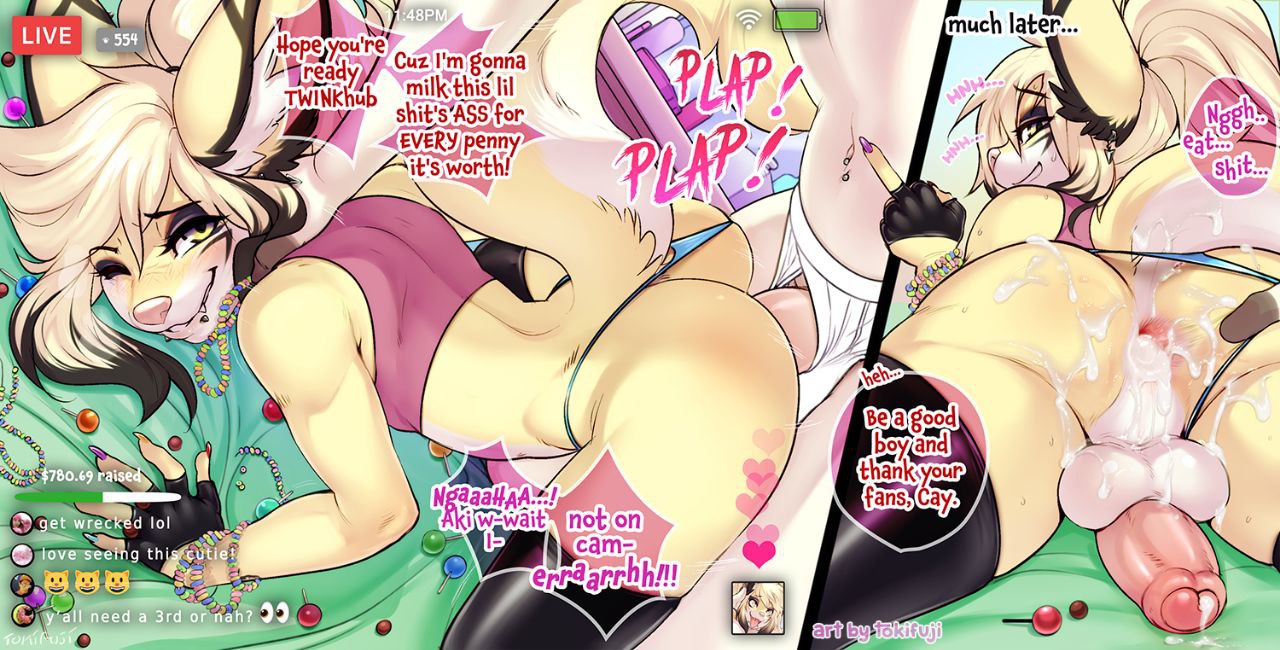 LIVE
554
11:48PM
Hope you're
ready
TWINKhub
Cuz I'm gonna
milk this lil
shit's ASS for
EVERY penny
it's worth!
PLAP!
PLAP!
$780.69 raised
get wrecked lol
love seeing this cutie!
😺 😺 😺
y'all need a 3rd or nah? 👀
TOKIFUJI
NgaaaHAA...!
Aki w-wait
I-
not on
cam-
erraarrhh!!!
much later...
HNH...
HNH...
Nggh..
eat...
shit...
heh...
Be a good
boy and
thank your
fans, Cay.
art by tokifuji